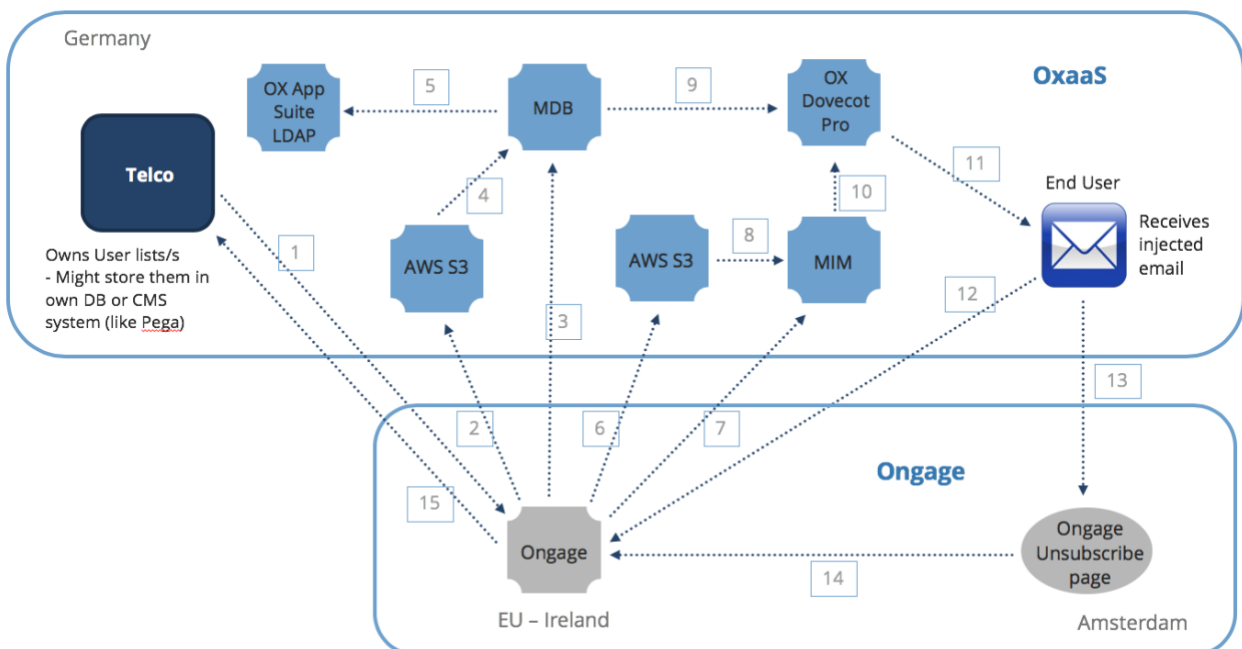 Germany
OxaaS
OX App
Suite
LDAP
5
MDB
9
OX
Dovecot
Pro
Telco
4
11
End User
10
Receives
injected
email
Owns User lists/s
- Might store them in
own DB or CMS
system (like Pega)
1
AWS S3
AWS S3
8
MIM
12
3
13
2
6
7
Ongage
15
Ongage
Ongage
Unsubscribe
page
14
EU – Ireland
Amsterdam